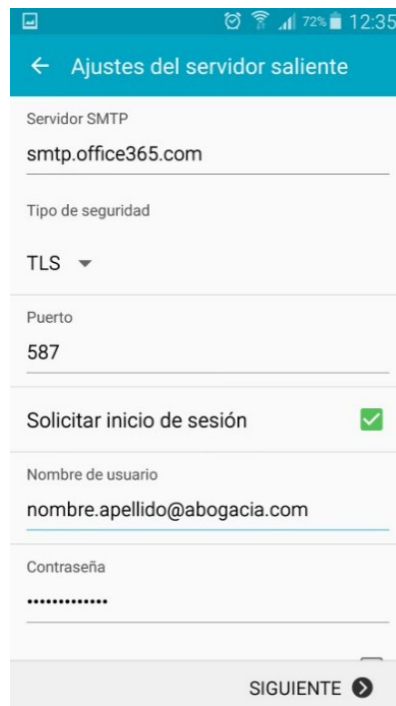 72% 12:35
Ajustes del servidor saliente
Servidor SMTP
smtp.office365.com
Tipo de seguridad
TLS
Puerto
587
Solicitar inicio de sesión
Nombre de usuario
nombre.apellido@abogacia.com
Contraseña
•••••••••••••
SIGUIENTE